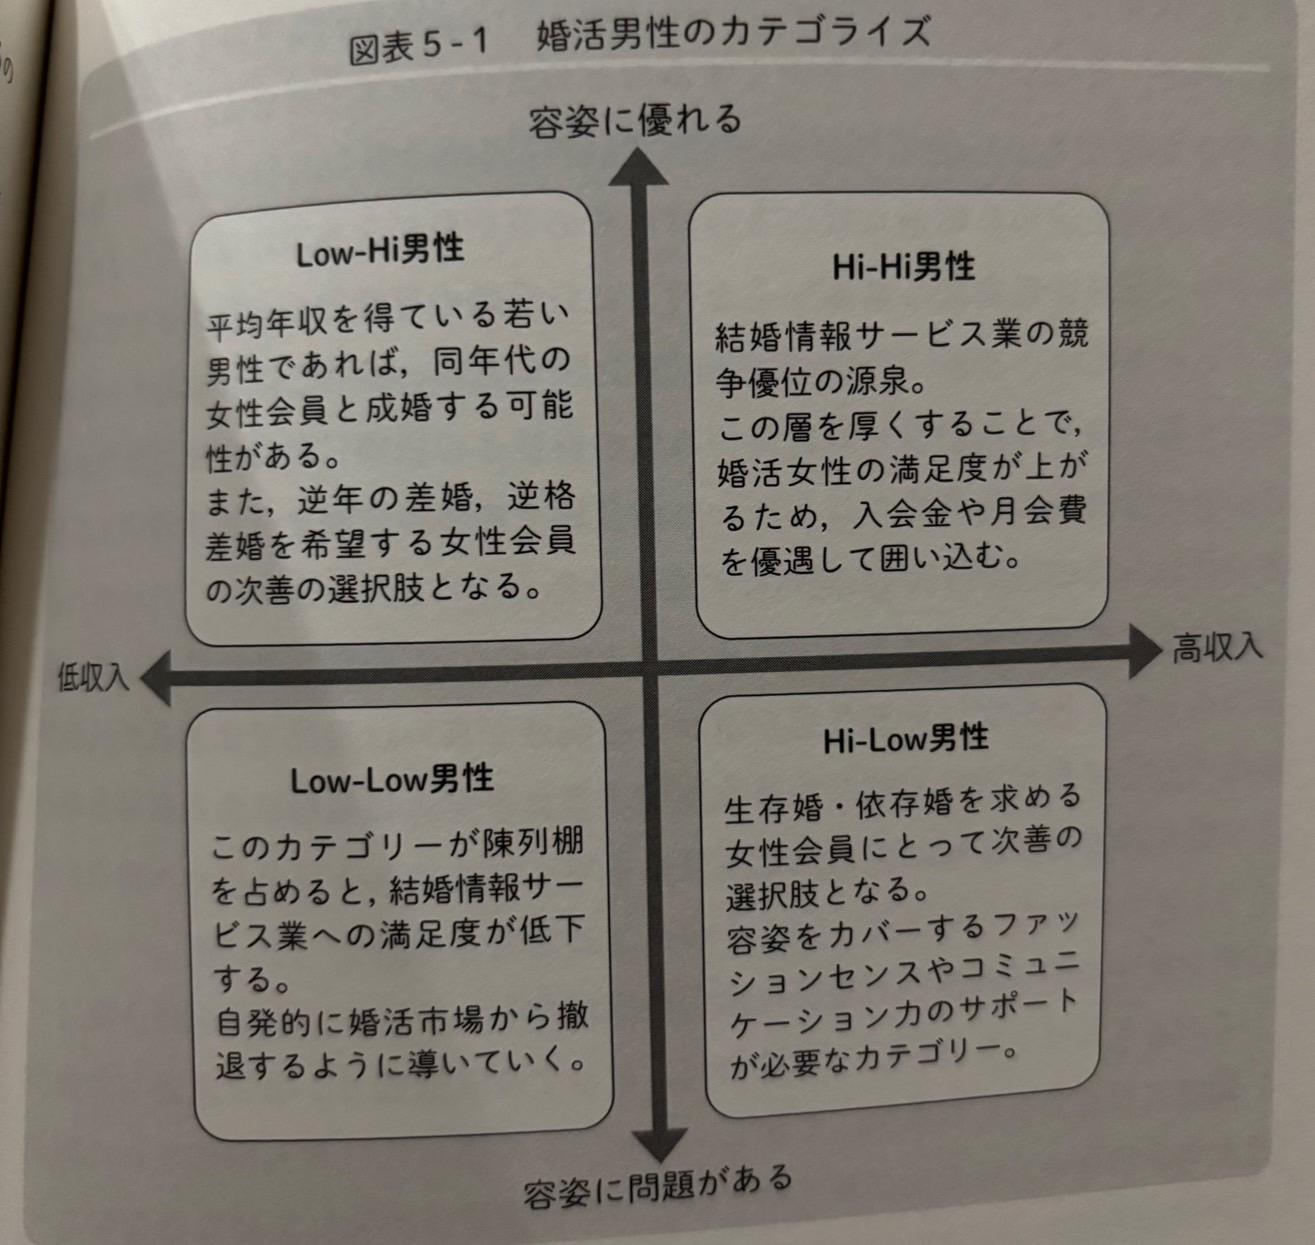 図表5-1　婚活男性のカテゴライズ
容姿に優れる
Low-Hi男性
平均年収を得ている若い
男性であれば，同年代の
女性会員と成婚する可能
性がある。
また，逆年の差婚，逆格
差婚を希望する女性会員
の次善の選択肢となる。
Hi-Hi男性
結婚情報サービス業の競
争優位の源泉。
この層を厚くすることで，
婚活女性の満足度が上が
るため，入会金や月会費
を優遇して囲い込む。
低収入
高収入
Low-Low男性
このカテゴリーが陳列棚
を占めると，結婚情報サー
ビス業への満足度が低下
する。
自発的に婚活市場から撤
退するように導いていく。
Hi-Low男性
生存婚・依存婚を求める
女性会員にとって次善の
選択肢となる。
容姿をカバーするファッ
ションセンスやコミュニ
ケーション力のサポート
が必要なカテゴリー。
容姿に問題がある